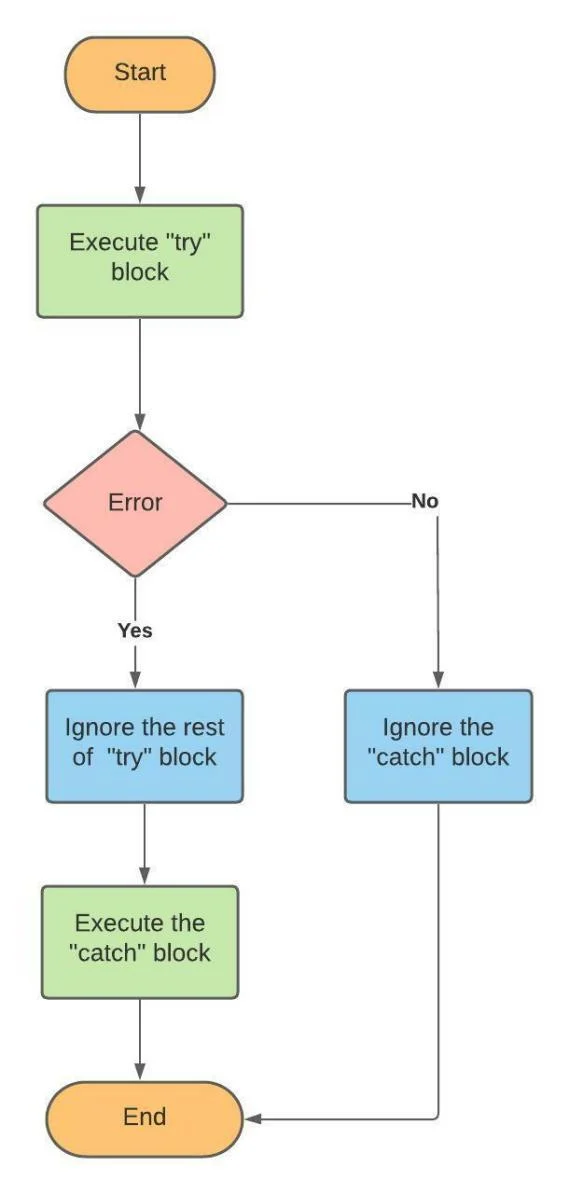 Start
Execute "try"
block
Error
No
Yes
Ignore the rest
of  "try" block
Ignore the
"catch" block
Execute the
"catch" block
End